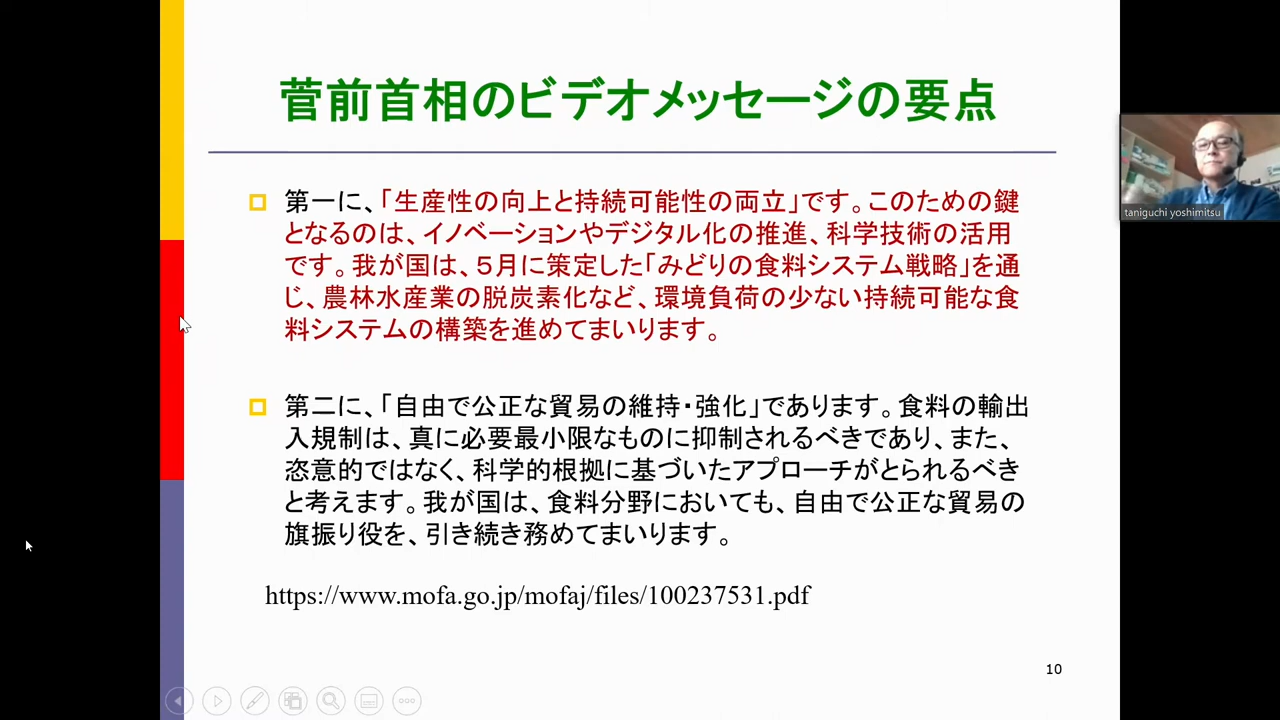 菅前首相のビデオメッセージの要点
第一に、「生産性の向上と持続可能性の両立」です。このための鍵
となるのは、イノベーションやデジタル化の推進、科学技術の活用
です。我が国は、５月に策定した「みどりの食料システム戦略」を通
じ、農林水産業の脱炭素化など、環境負荷の少ない持続可能な食
料システムの構築を進めてまいります。
第二に、「自由で公正な貿易の維持・強化」であります。食料の輸出
入規制は、真に必要最小限なものに抑制されるべきであり、また、
恣意的ではなく、科学的根拠に基づいたアプローチがとられるべき
と考えます。我が国は、食料分野においても、自由で公正な貿易の
旗振り役を、引き続き務めてまいります。
https://www.mofa.go.jp/mofaj/files/100237531.pdf
10
taniguchi yoshimitsu